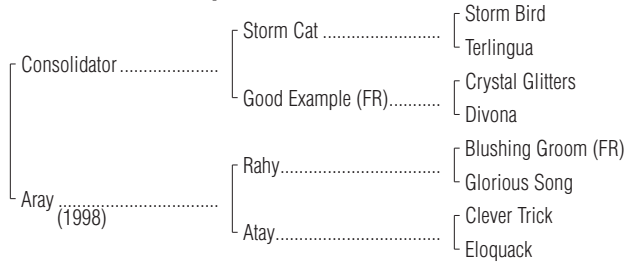 Storm Bird
Storm Cat ........................
Terlingua
Consolidator.....................
Crystal Glitters
Good Example (FR)...........
Divona
Blushing Groom (FR)
Rahy.................................
Glorious Song
Aray ..................................
(1998)
Clever Trick
Atay...................................
Eloquack